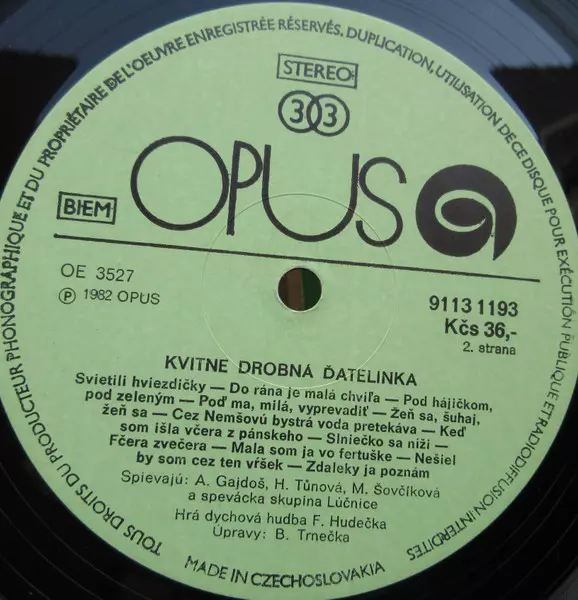 TOUS DROITS DU PRODUCTEUR PHONOGRAPHIQUE ET DU PROPRIÉTAIRE DE L'OEUVRE ENREGISTRÉE RÉSERVÉS. DUPLICATION, UTILISATION DE CE DISQUE POUR EXÉCUTION PUBLIQUE ET RADIODIFFUSION INTERDITES
STEREO
33
OPUS
BIEM
OE 3527
Ⓟ 1982 OPUS
9113 1193
Kčs 36,-
2. strana
KVITNE DROBNÁ ĎATELINKA
Svietili hviezdičky — Do rána je malá chvíľa — Pod hájičkom,
pod zeleným — Poď ma, milá, vyprevadiť — Žeň sa, šuhaj,
žeň sa — Cez Nemšovú bystrá voda pretekáva — Keď
som išla včera z pánskeho — Slniečko sa níži —
Fčera zvečera — Mala som ja vo fertuške — Nešiel
by som cez ten vŕšek — Zdaleky ja poznám
Spievajú: A. Gajdoš, H. Tůnová, M. Šovčíková
a spevácka skupina Lúčnice
Hrá dychová hudba F. Hudečka
Úpravy: B. Trnečka
MADE IN CZECHOSLOVAKIA